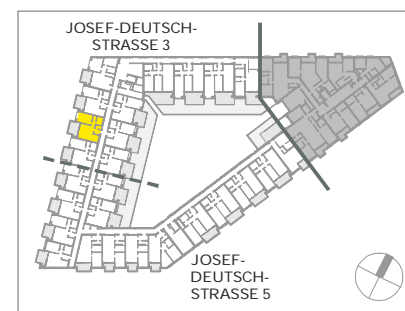 JOSEF-DEUTSCH-
STRASSE 3
JOSEF-
DEUTSCH-
STRASSE 5